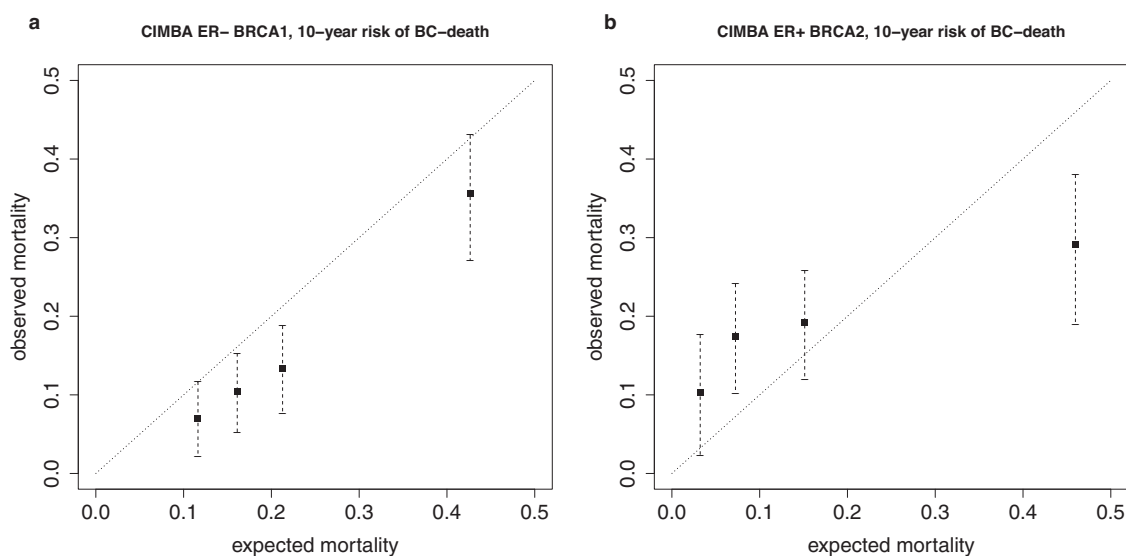 a
CIMBA ER− BRCA1, 10−year risk of BC−death
0.5
0.4
0.3
0.2
0.1
0.0
observed mortality
0.0 0.1 0.2 0.3 0.4 0.5
expected mortality
b
CIMBA ER+ BRCA2, 10−year risk of BC−death
0.5
0.4
0.3
0.2
0.1
0.0
observed mortality
0.0 0.1 0.2 0.3 0.4 0.5
expected mortality